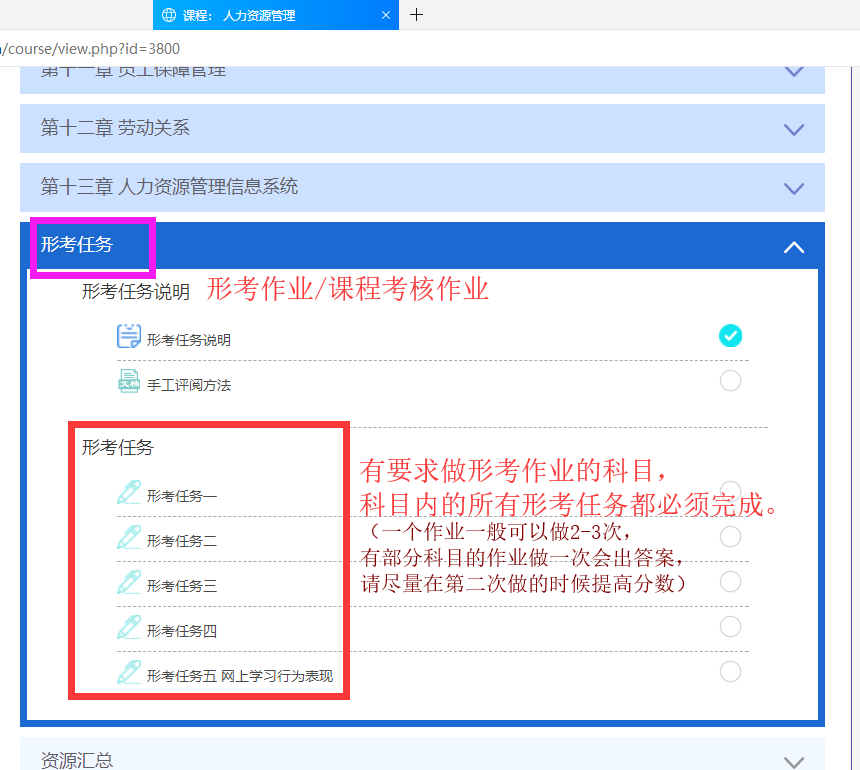 课程： 人力资源管理
/course/view.php?id=3800
第十一章 员工保障管理
第十二章 劳动关系
第十三章 人力资源管理信息系统
形考任务
形考任务说明 形考作业/课程考核作业
形考任务说明
手工评阅方法
形考任务
有要求做形考作业的科目，
形考任务一
科目内的所有形考任务都必须完成。
（一个作业一般可以做2-3次，
形考任务二
有部分科目的作业做一次会出答案，
形考任务三
请尽量在第二次做的时候提高分数）
形考任务四
形考任务五 网上学习行为表现
资源汇总